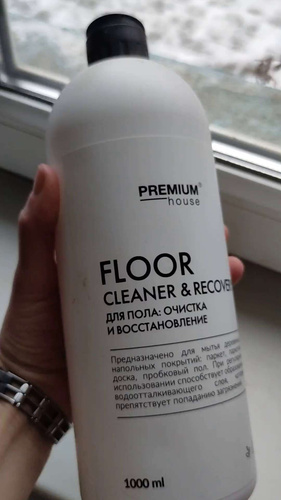 PREMIUM®
house
FLOOR
CLEANER & RECOVER
ДЛЯ ПОЛА: ОЧИСТКА
И ВОССТАНОВЛЕНИЕ
Предназначено для мытья
напольных покрытий: паркет,
доска, пробковый пол. При
использовании способствует
водоотталкивающего слоя,
препятствует попаданию
1000 ml